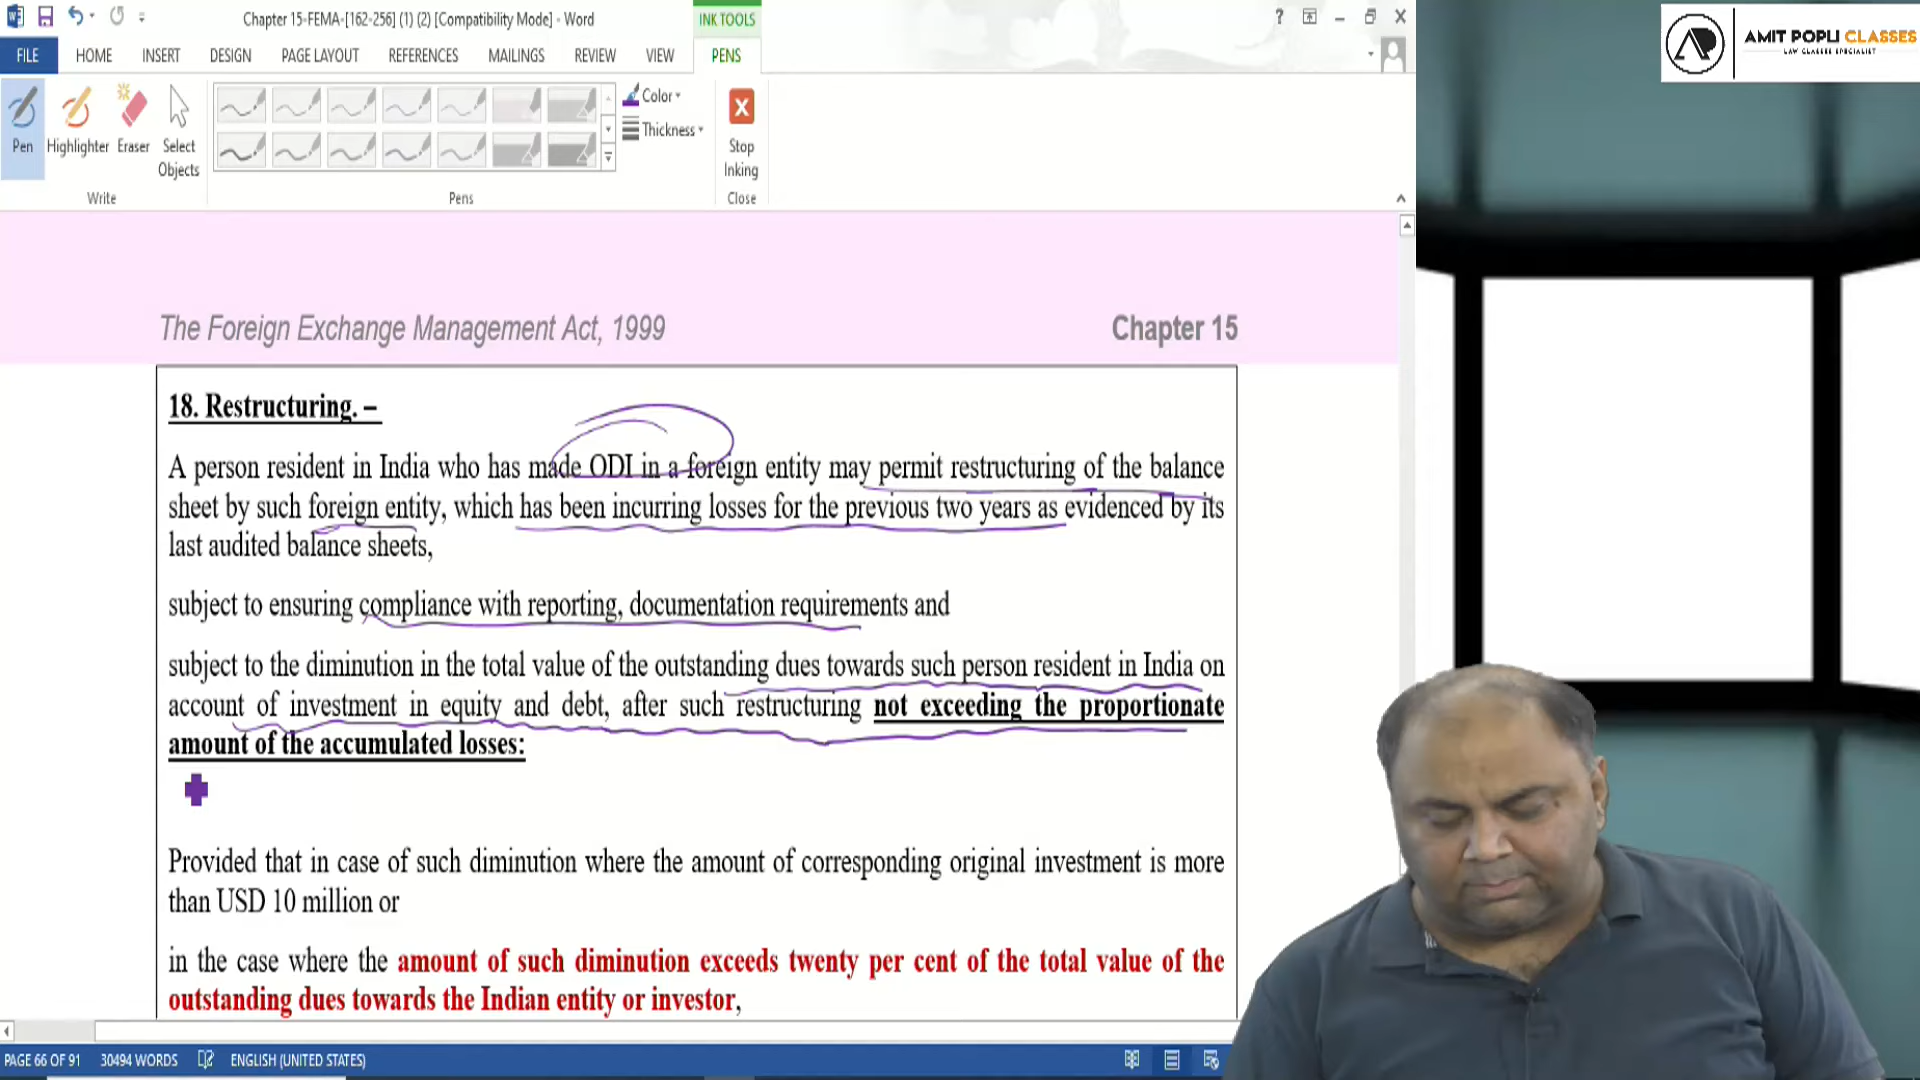 Chapter 15-FEMA-[162-256] (1) (2) [Compatibility Mode] - Word
INK TOOLS
FILE HOME INSERT DESIGN PAGE LAYOUT REFERENCES MAILINGS REVIEW VIEW PENS
Pen Highlighter Eraser Select Objects
Color
Thickness
Stop Inking
Write Pens Close
AMIT POPLI CLASSES
LAW CLASSES SPECIALIST
The Foreign Exchange Management Act, 1999 Chapter 15
18. Restructuring. –
A person resident in India who has made ODI in a foreign entity may permit restructuring of the balance
sheet by such foreign entity, which has been incurring losses for the previous two years as evidenced by its
last audited balance sheets,
subject to ensuring compliance with reporting, documentation requirements and
subject to the diminution in the total value of the outstanding dues towards such person resident in India on
account of investment in equity and debt, after such restructuring not exceeding the proportionate
amount of the accumulated losses:
Provided that in case of such diminution where the amount of corresponding original investment is more
than USD 10 million or
in the case where the amount of such diminution exceeds twenty per cent of the total value of the
outstanding dues towards the Indian entity or investor,
PAGE 66 OF 91 30494 WORDS ENGLISH (UNITED STATES)